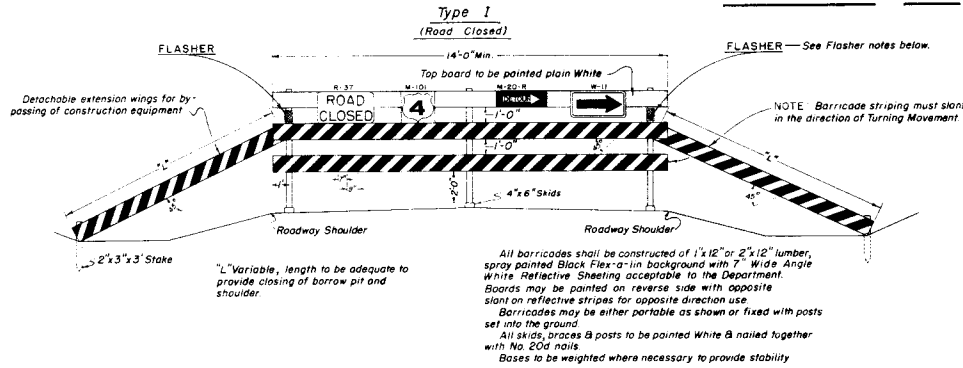 Type I
(Road Closed)
14'-0" Min.
FLASHER
FLASHER — See Flasher notes below.
Top board to be painted plain White
Detachable extension wings for by-
passing of construction equipment
R-37
M-101
M-20-R
W-11
ROAD
CLOSED
4
DETOUR
NOTE: Barricade striping must slant
in the direction of Turning Movement.
1'-0"
1'-0"
"L"
"L"
45°
45°
45°
1'
7"
2'-0"
4"x6" Skids
Roadway Shoulder
Roadway Shoulder
2"x3"x3' Stake
"L" Variable, length to be adequate to
provide closing of borrow pit and
shoulder.
All barricades shall be constructed of 1"x12" or 2"x12" lumber,
spray painted Black Flex-a-lin background with 7" Wide Angle
White Reflective Sheeting acceptable to the Department.
Boards may be painted on reverse side with opposite
slant on reflective stripes for opposite direction use.
Barricades may be either portable as shown or fixed with posts
set into the ground.
All skids, braces & posts to be painted White & nailed together
with No. 20d nails.
Bases to be weighted where necessary to provide stability